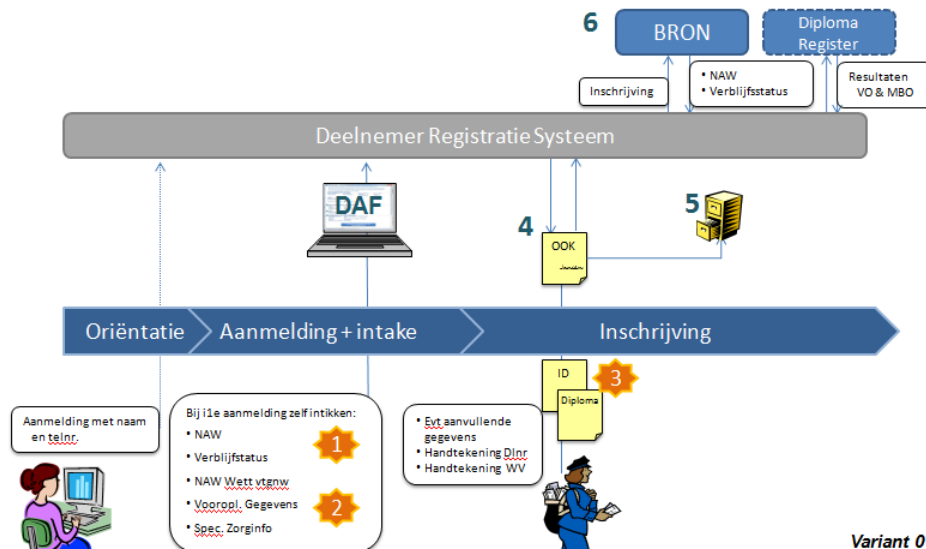 6
BRON
Diploma
Register
Inschrijving
• NAW
• Verblijfsstatus
Resultaten
VO & MBO
Deelnemer Registratie Systeem
DAF
4
OOK
Jansen
5
Oriëntatie
Aanmelding + intake
Inschrijving
ID
3
Diploma
Aanmelding met naam
en telnr.
Bij i1e aanmelding zelf intikken:
• NAW
1
• Verblijfstatus
• NAW Wett vtgnw
• Vooropl. Gegevens
2
• Spec. Zorginfo
• Evt aanvullende
gegevens
• Handtekening Dlnr
• Handtekening WV
Variant 0